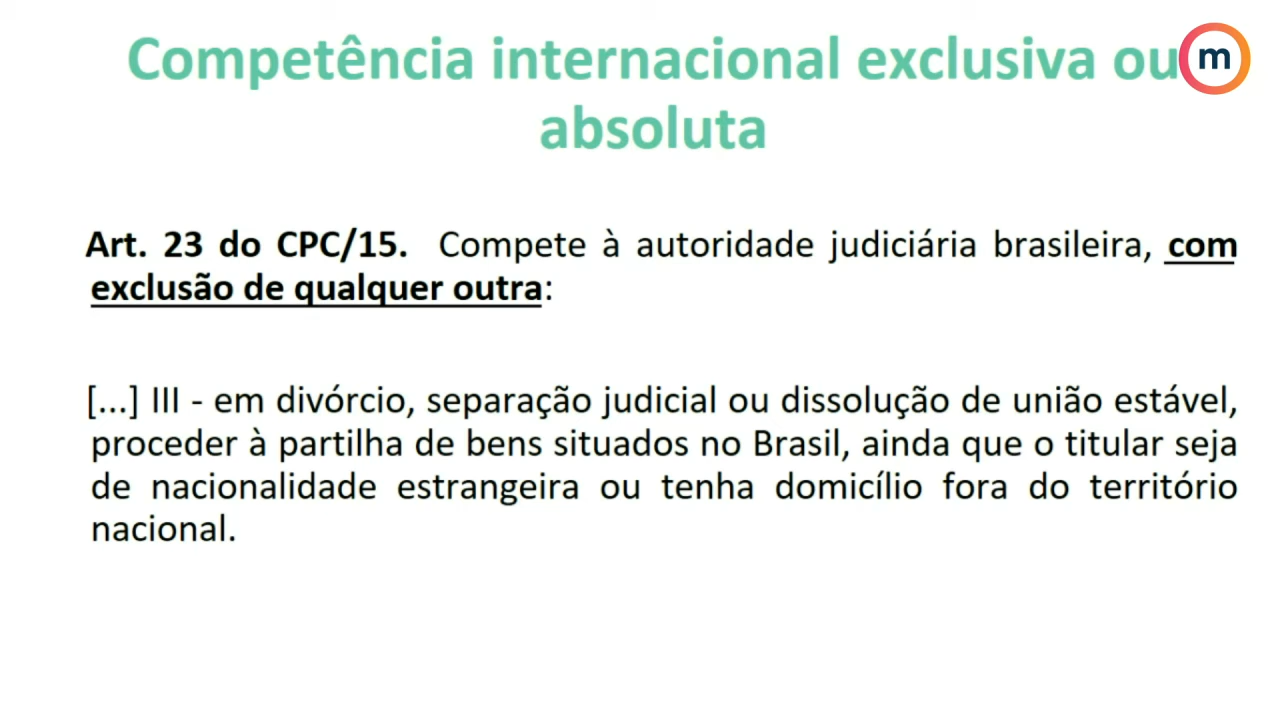 Competência internacional exclusiva ou
absoluta
m
Art. 23 do CPC/15. Compete à autoridade judiciária brasileira, com
exclusão de qualquer outra:
[...] III - em divórcio, separação judicial ou dissolução de união estável,
proceder à partilha de bens situados no Brasil, ainda que o titular seja
de nacionalidade estrangeira ou tenha domicílio fora do território
nacional.